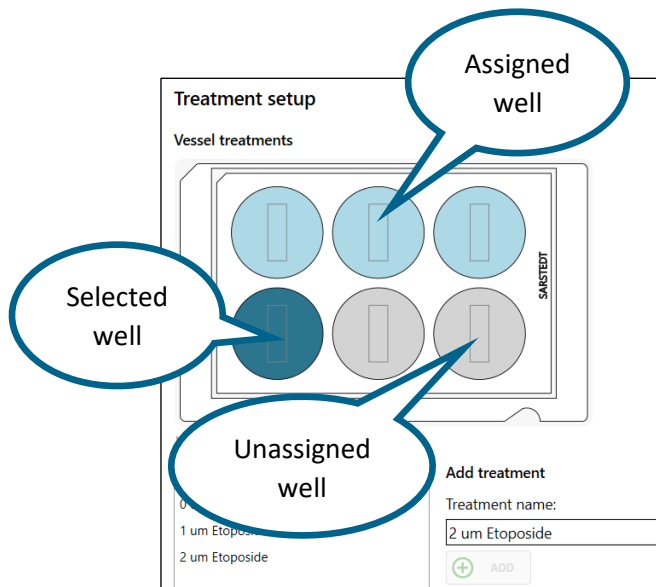 Assigned
well
Treatment setup
Vessel treatments
SARSTEDT
Selected
well
Unassigned
well
Add treatment
Treatment name:
0
1 um Etoposide
2 um Etoposide
2 um Etoposide
ADD